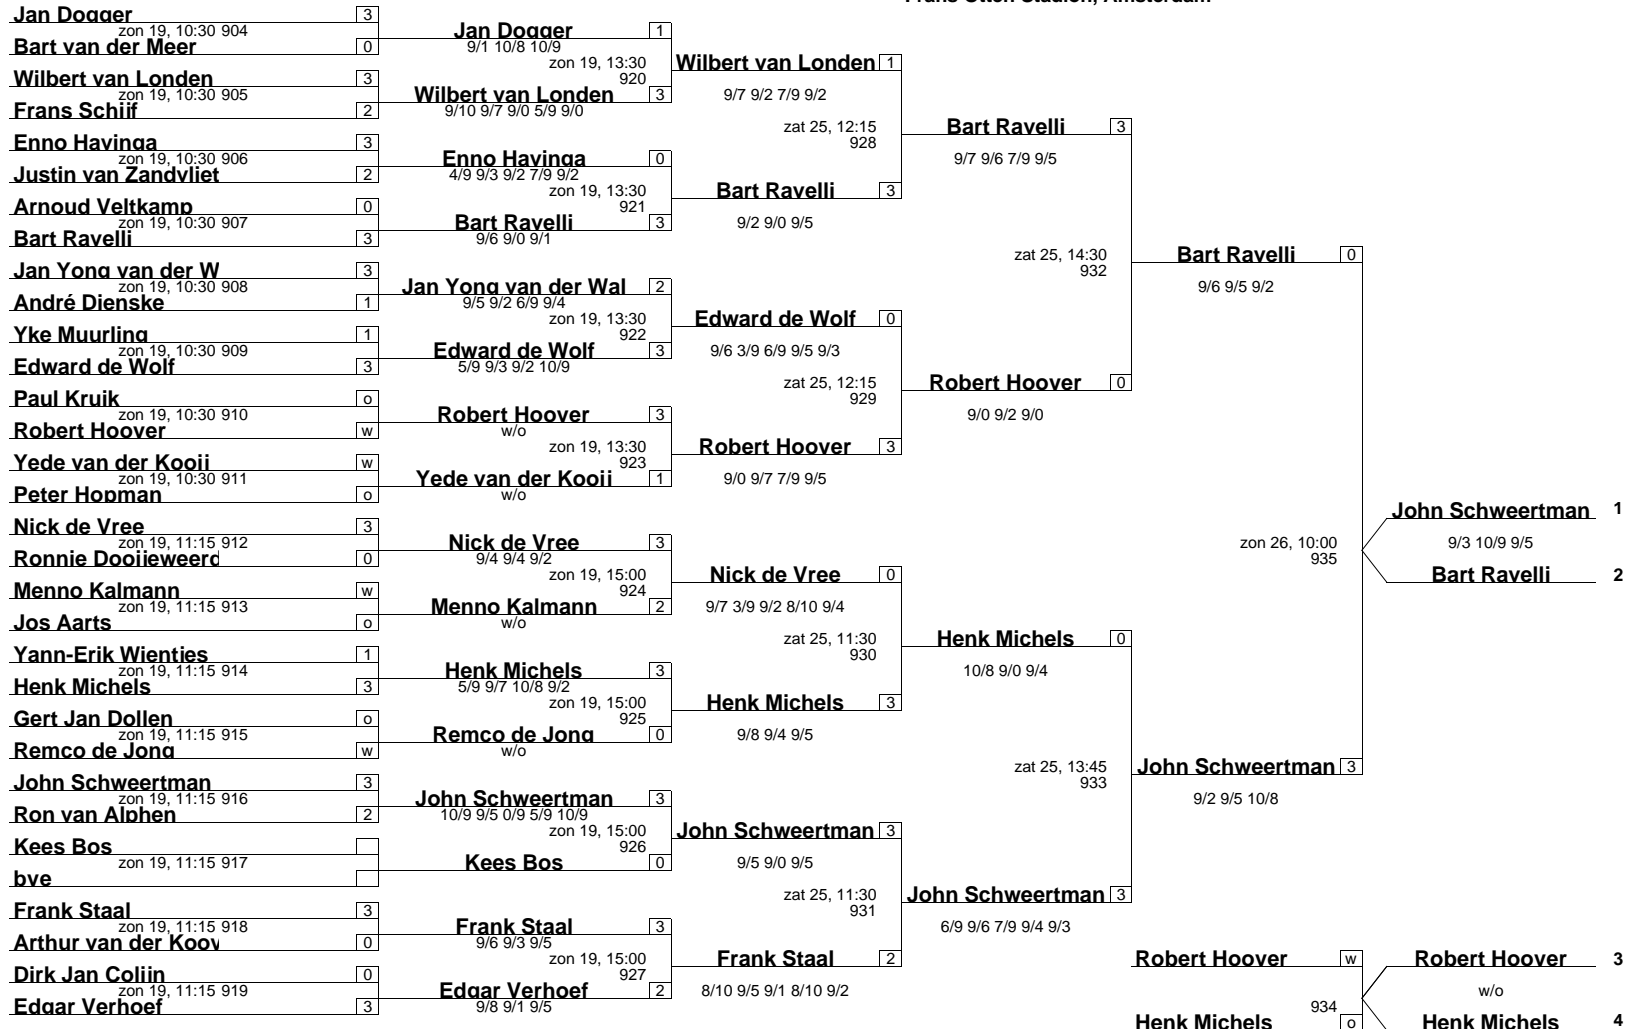 Frans Otten Stadion, Amsterdam
Jan Dogger 3
zon 19, 10:30 904
Bart van der Meer 0
Wilbert van Londen 3
zon 19, 10:30 905
Frans Schijf 2
Enno Havinga 3
zon 19, 10:30 906
Justin van Zandvliet 2
Arnoud Veltkamp 0
zon 19, 10:30 907
Bart Ravelli 3
Jan Yong van der W 3
zon 19, 10:30 908
André Dienske 1
Yke Muurling 1
zon 19, 10:30 909
Edward de Wolf 3
Paul Kruik o
zon 19, 10:30 910
Robert Hoover w
Yede van der Kooij w
zon 19, 10:30 911
Peter Hopman o
Nick de Vree 3
zon 19, 11:15 912
Ronnie Dooijeweerd 0
Menno Kalmann w
zon 19, 11:15 913
Jos Aarts o
Yann-Erik Wientjes 1
zon 19, 11:15 914
Henk Michels 3
Gert Jan Dollen o
zon 19, 11:15 915
Remco de Jong w
John Schweertman 3
zon 19, 11:15 916
Ron van Alphen 2
Kees Bos
zon 19, 11:15 917
bye
Frank Staal 3
zon 19, 11:15 918
Arthur van der Kooy 0
Dirk Jan Colijn 0
zon 19, 11:15 919
Edgar Verhoef 3
Jan Dogger 1
9/1 10/8 10/9
zon 19, 13:30
920
Wilbert van Londen 3
9/10 9/7 9/0 5/9 9/0
Enno Havinga 0
4/9 9/3 9/2 7/9 9/2
zon 19, 13:30
921
Bart Ravelli 3
9/6 9/0 9/1
Jan Yong van der Wal 2
9/5 9/2 6/9 9/4
zon 19, 13:30
922
Edward de Wolf 3
5/9 9/3 9/2 10/9
Robert Hoover 3
w/o
zon 19, 13:30
923
Yede van der Kooij 1
w/o
Nick de Vree 3
9/4 9/4 9/2
zon 19, 15:00
924
Menno Kalmann 2
w/o
Henk Michels 3
5/9 9/7 10/8 9/2
zon 19, 15:00
925
Remco de Jong 0
w/o
John Schweertman 3
10/9 9/5 0/9 5/9 10/9
zon 19, 15:00
926
Kees Bos 0
Frank Staal 3
9/6 9/3 9/5
zon 19, 15:00
927
Edgar Verhoef 2
9/8 9/1 9/5
Wilbert van Londen 1
9/7 9/2 7/9 9/2
zat 25, 12:15
928
Bart Ravelli 3
9/2 9/0 9/5
Edward de Wolf 0
9/6 3/9 6/9 9/5 9/3
zat 25, 12:15
929
Robert Hoover 3
9/0 9/7 7/9 9/5
Nick de Vree 0
9/7 3/9 9/2 8/10 9/4
zat 25, 11:30
930
Henk Michels 3
9/8 9/4 9/5
John Schweertman 3
9/5 9/0 9/5
zat 25, 11:30
931
Frank Staal 2
8/10 9/5 9/1 8/10 9/2
Bart Ravelli 3
9/7 9/6 7/9 9/5
zat 25, 14:30
932
Robert Hoover 0
9/0 9/2 9/0
Henk Michels 0
10/8 9/0 9/4
zat 25, 13:45
933
John Schweertman 3
6/9 9/6 7/9 9/4 9/3
Bart Ravelli 0
9/6 9/5 9/2
zon 26, 10:00
935
John Schweertman 3
9/2 9/5 10/8
John Schweertman 1
9/3 10/9 9/5
Bart Ravelli 2
Robert Hoover w
934
Henk Michels o
Robert Hoover 3
w/o
Henk Michels 4